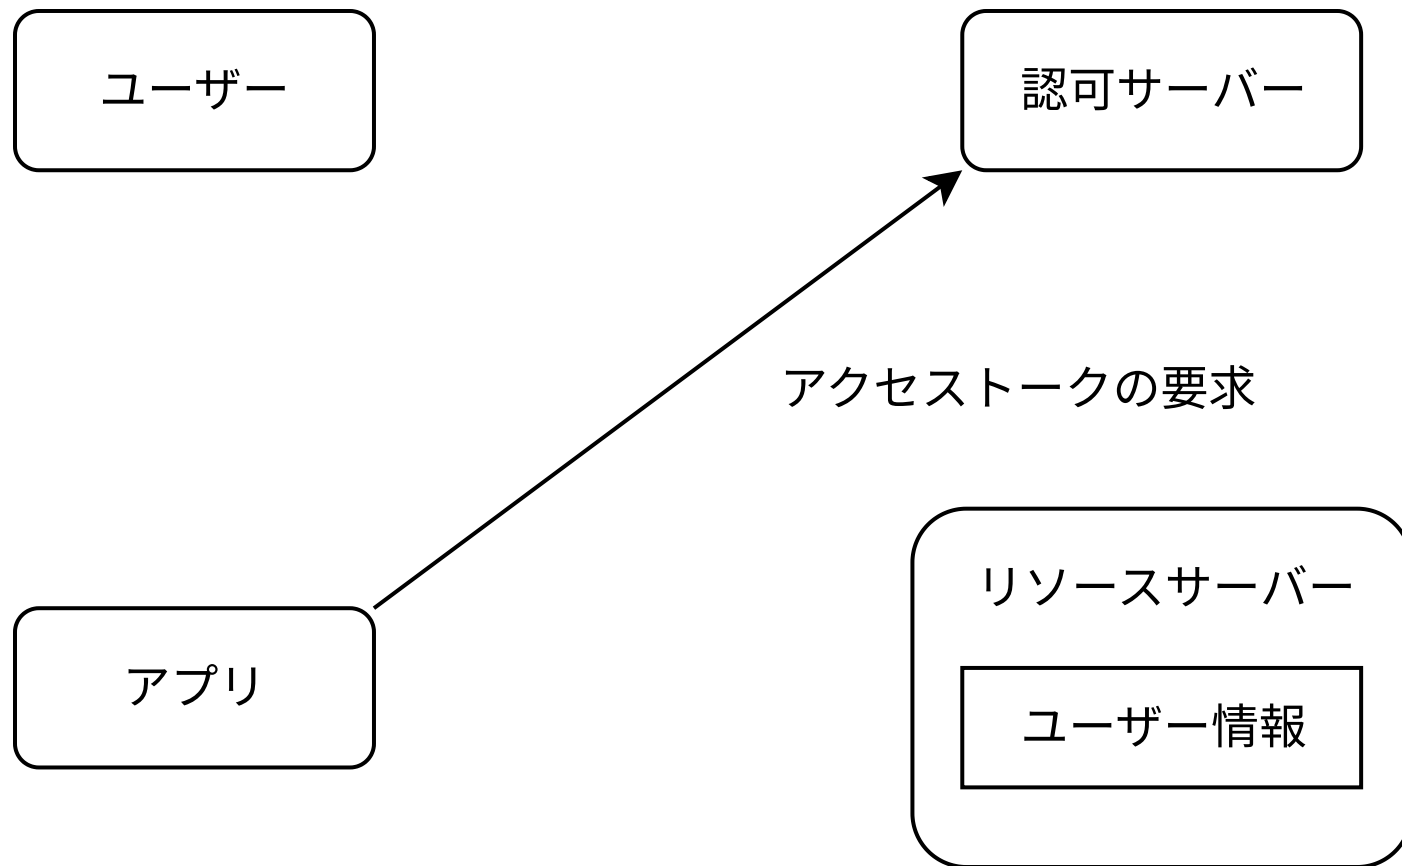 ユーザー
認可サーバー
アクセストークの要求
リソースサーバー
アプリ
ユーザー情報